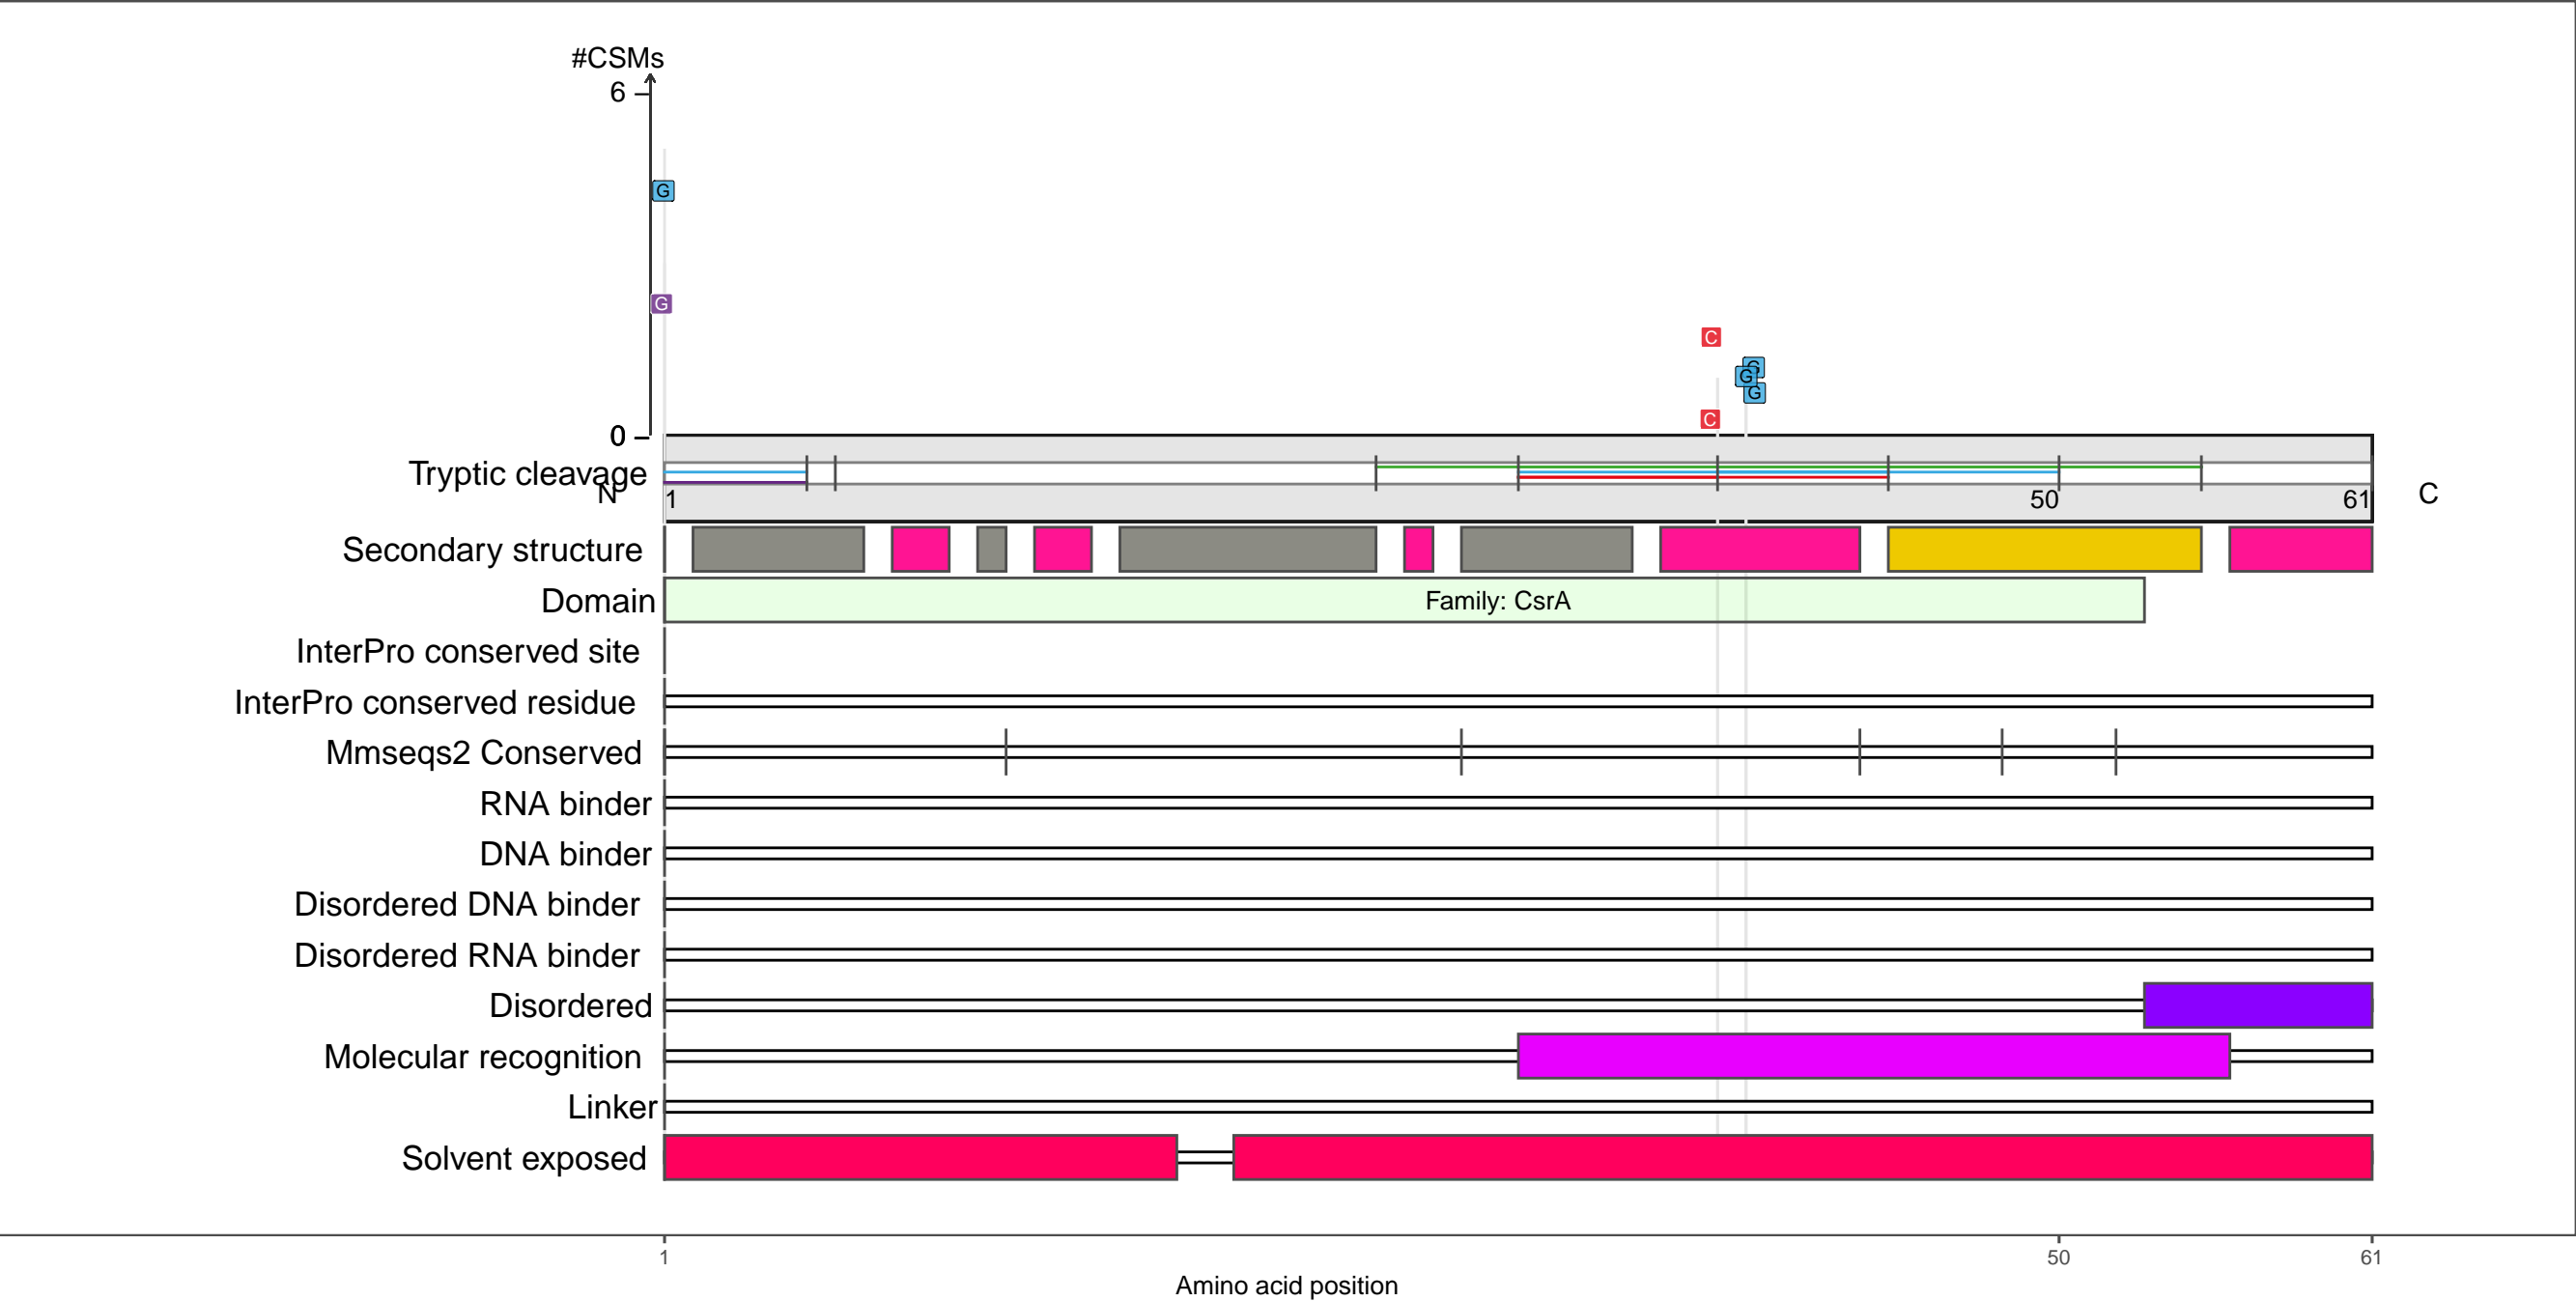 #CSMs
6
G
G
C
G
G
G
C
0
Tryptic cleavage
N
1
50
61
C
Secondary structure
Domain
Family: CsrA
InterPro conserved site
InterPro conserved residue
Mmseqs2 Conserved
RNA binder
DNA binder
Disordered DNA binder
Disordered RNA binder
Disordered
Molecular recognition
Linker
Solvent exposed
1
50
61
Amino acid position